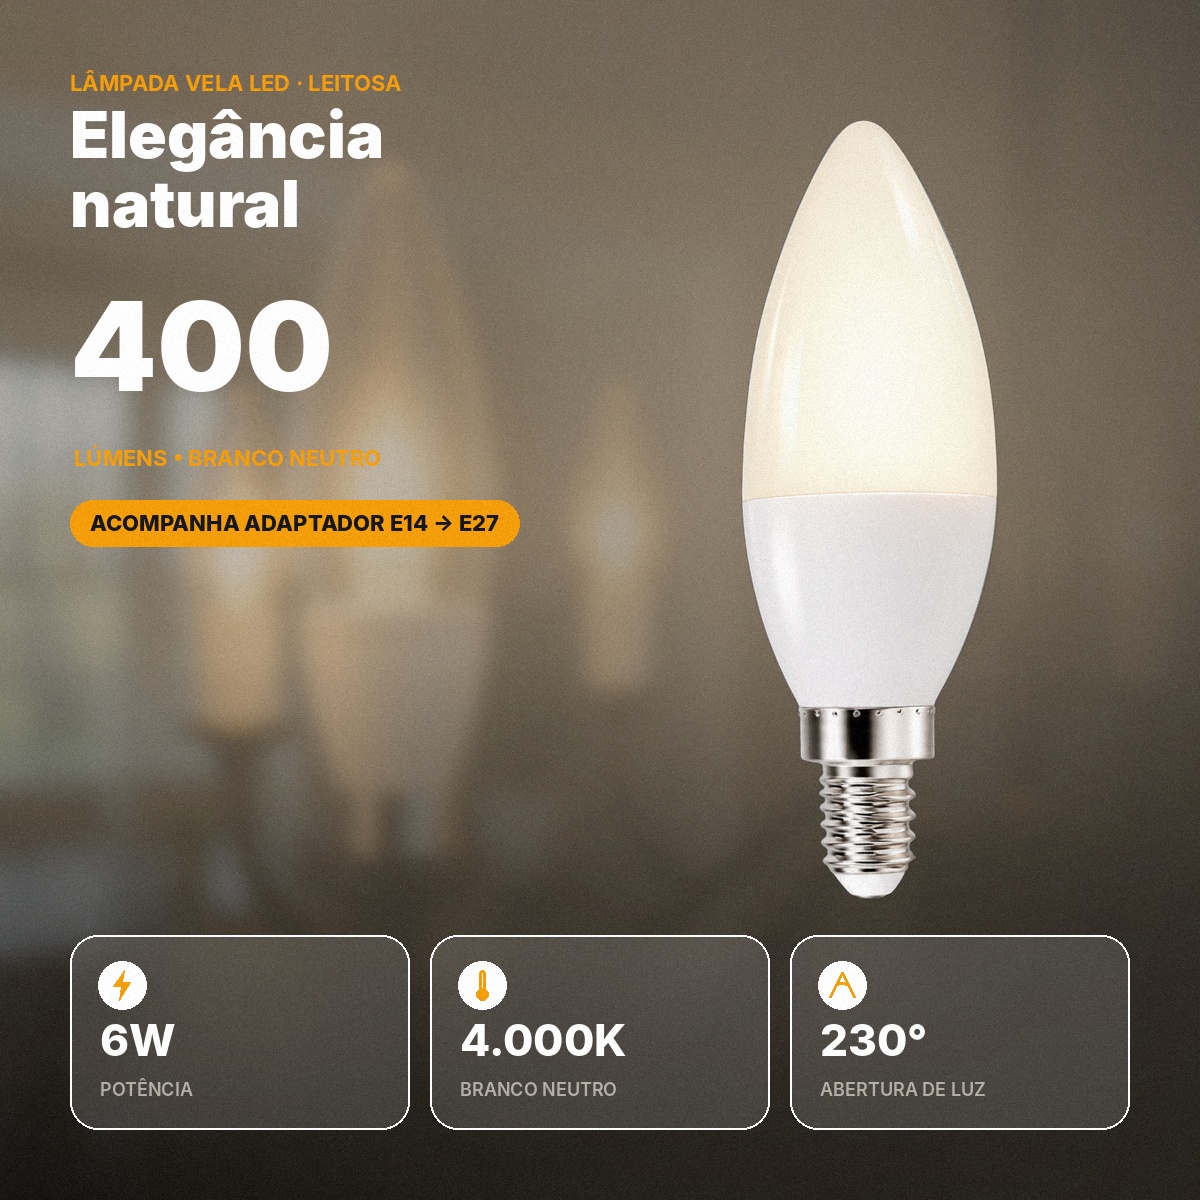 LÂMPADA VELA LED · LEITOSA
Elegância
natural
400
LÚMENS • BRANCO NEUTRO
ACOMPANHA ADAPTADOR E14 → E27
6W
POTÊNCIA
4.000K
BRANCO NEUTRO
230°
ABERTURA DE LUZ